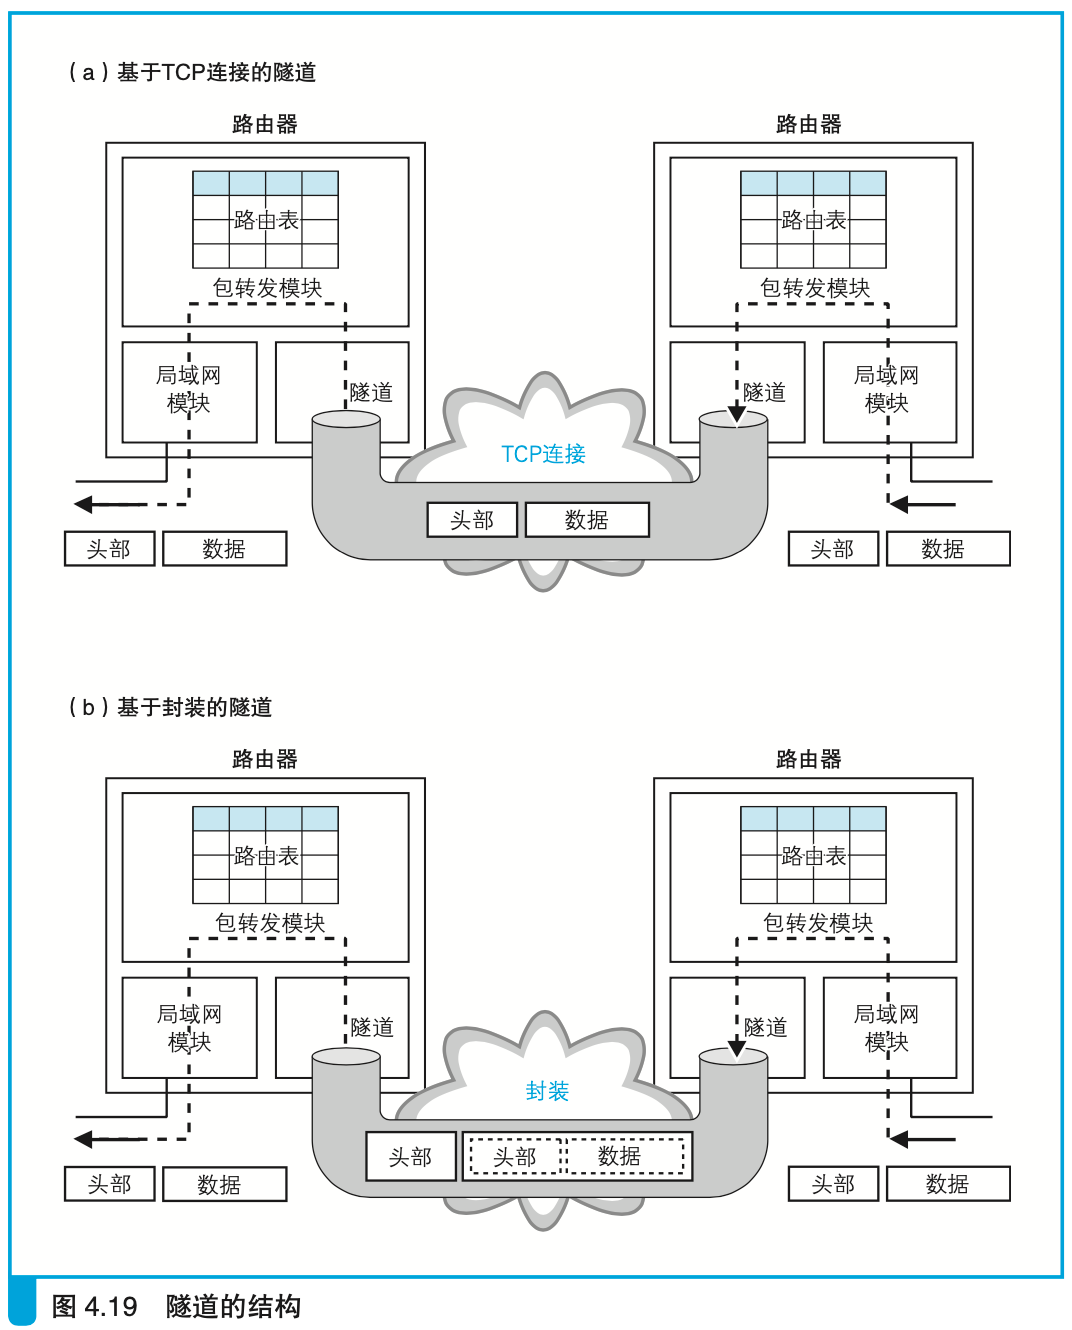 （a）基于TCP连接的隧道
路由器
路由器
路由表
路由表
包转发模块
包转发模块
局域网
模块
隧道
隧道
局域网
模块
TCP连接
头部 数据
头部 数据
头部 数据
（b）基于封装的隧道
路由器
路由器
路由表
路由表
包转发模块
包转发模块
局域网
模块
隧道
隧道
局域网
模块
封装
头部 头部 数据
头部 数据
头部 数据
图 4.19 隧道的结构